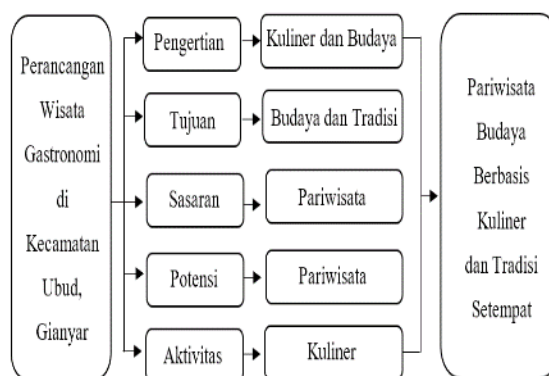 Perancangan
Wisata
Gastronomi
di
Kecamatan
Ubud,
Gianyar
Pengertian
Kuliner dan Budaya
Tujuan
Budaya dan Tradisi
Sasaran
Pariwisata
Potensi
Pariwisata
Aktivitas
Kuliner
Pariwisata
Budaya
Berbasis
Kuliner
dan Tradisi
Setempat